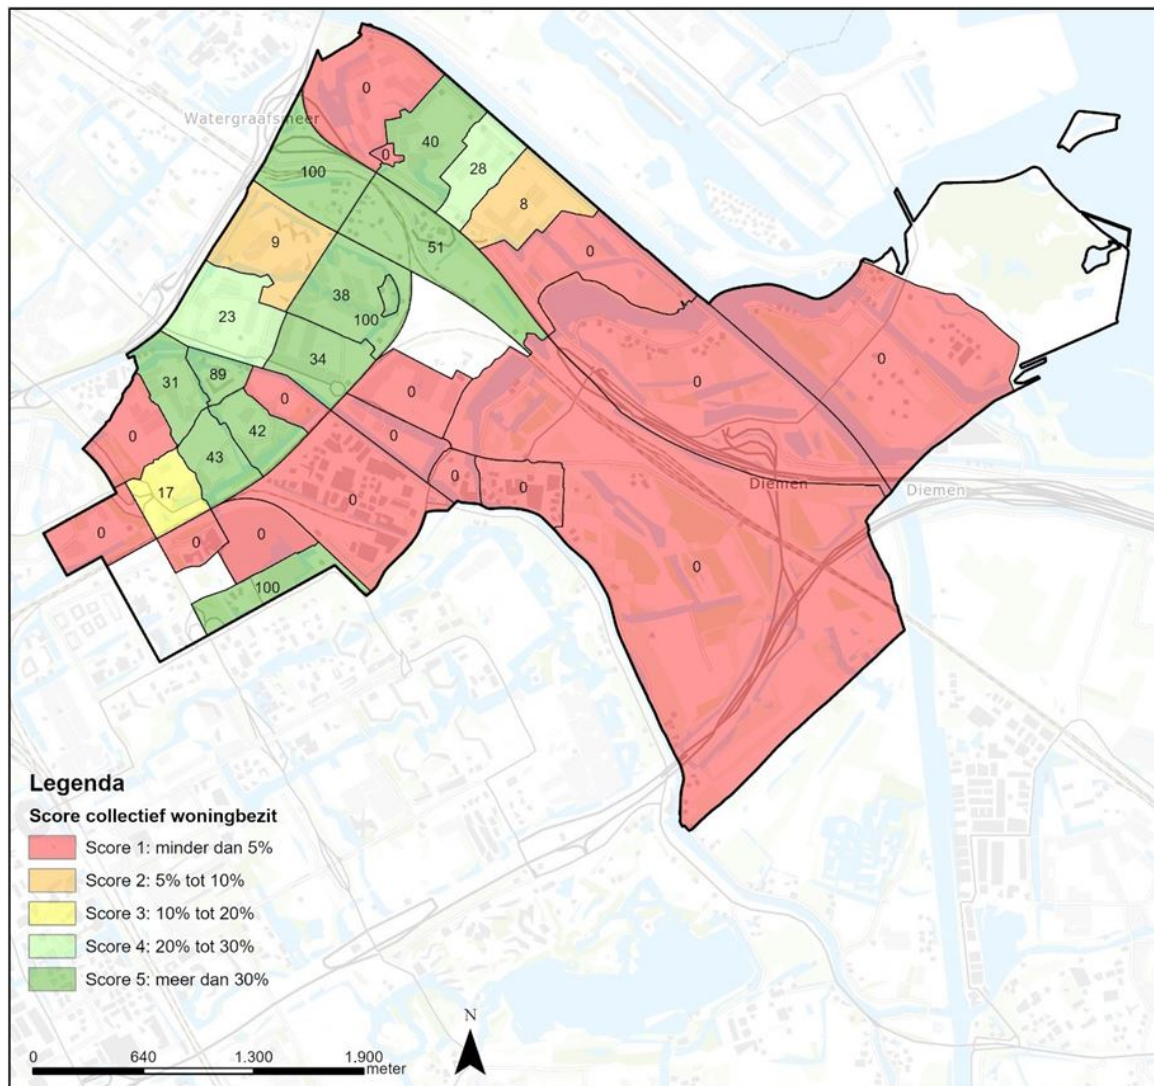 0
Watergraafsmeer
0
40
28
100
8
9
51
0
38
100
23
34
0
0
89
31
0
0
42
0
0
43
0
0
17
0
Diemen
Diemen
0
0
0
0
0
100
Legenda
Score collectief woningbezit
Score 1: minder dan 5%
Score 2: 5% tot 10%
Score 3: 10% tot 20%
Score 4: 20% tot 30%
Score 5: meer dan 30%
N
0 640 1.300 1.900
meter